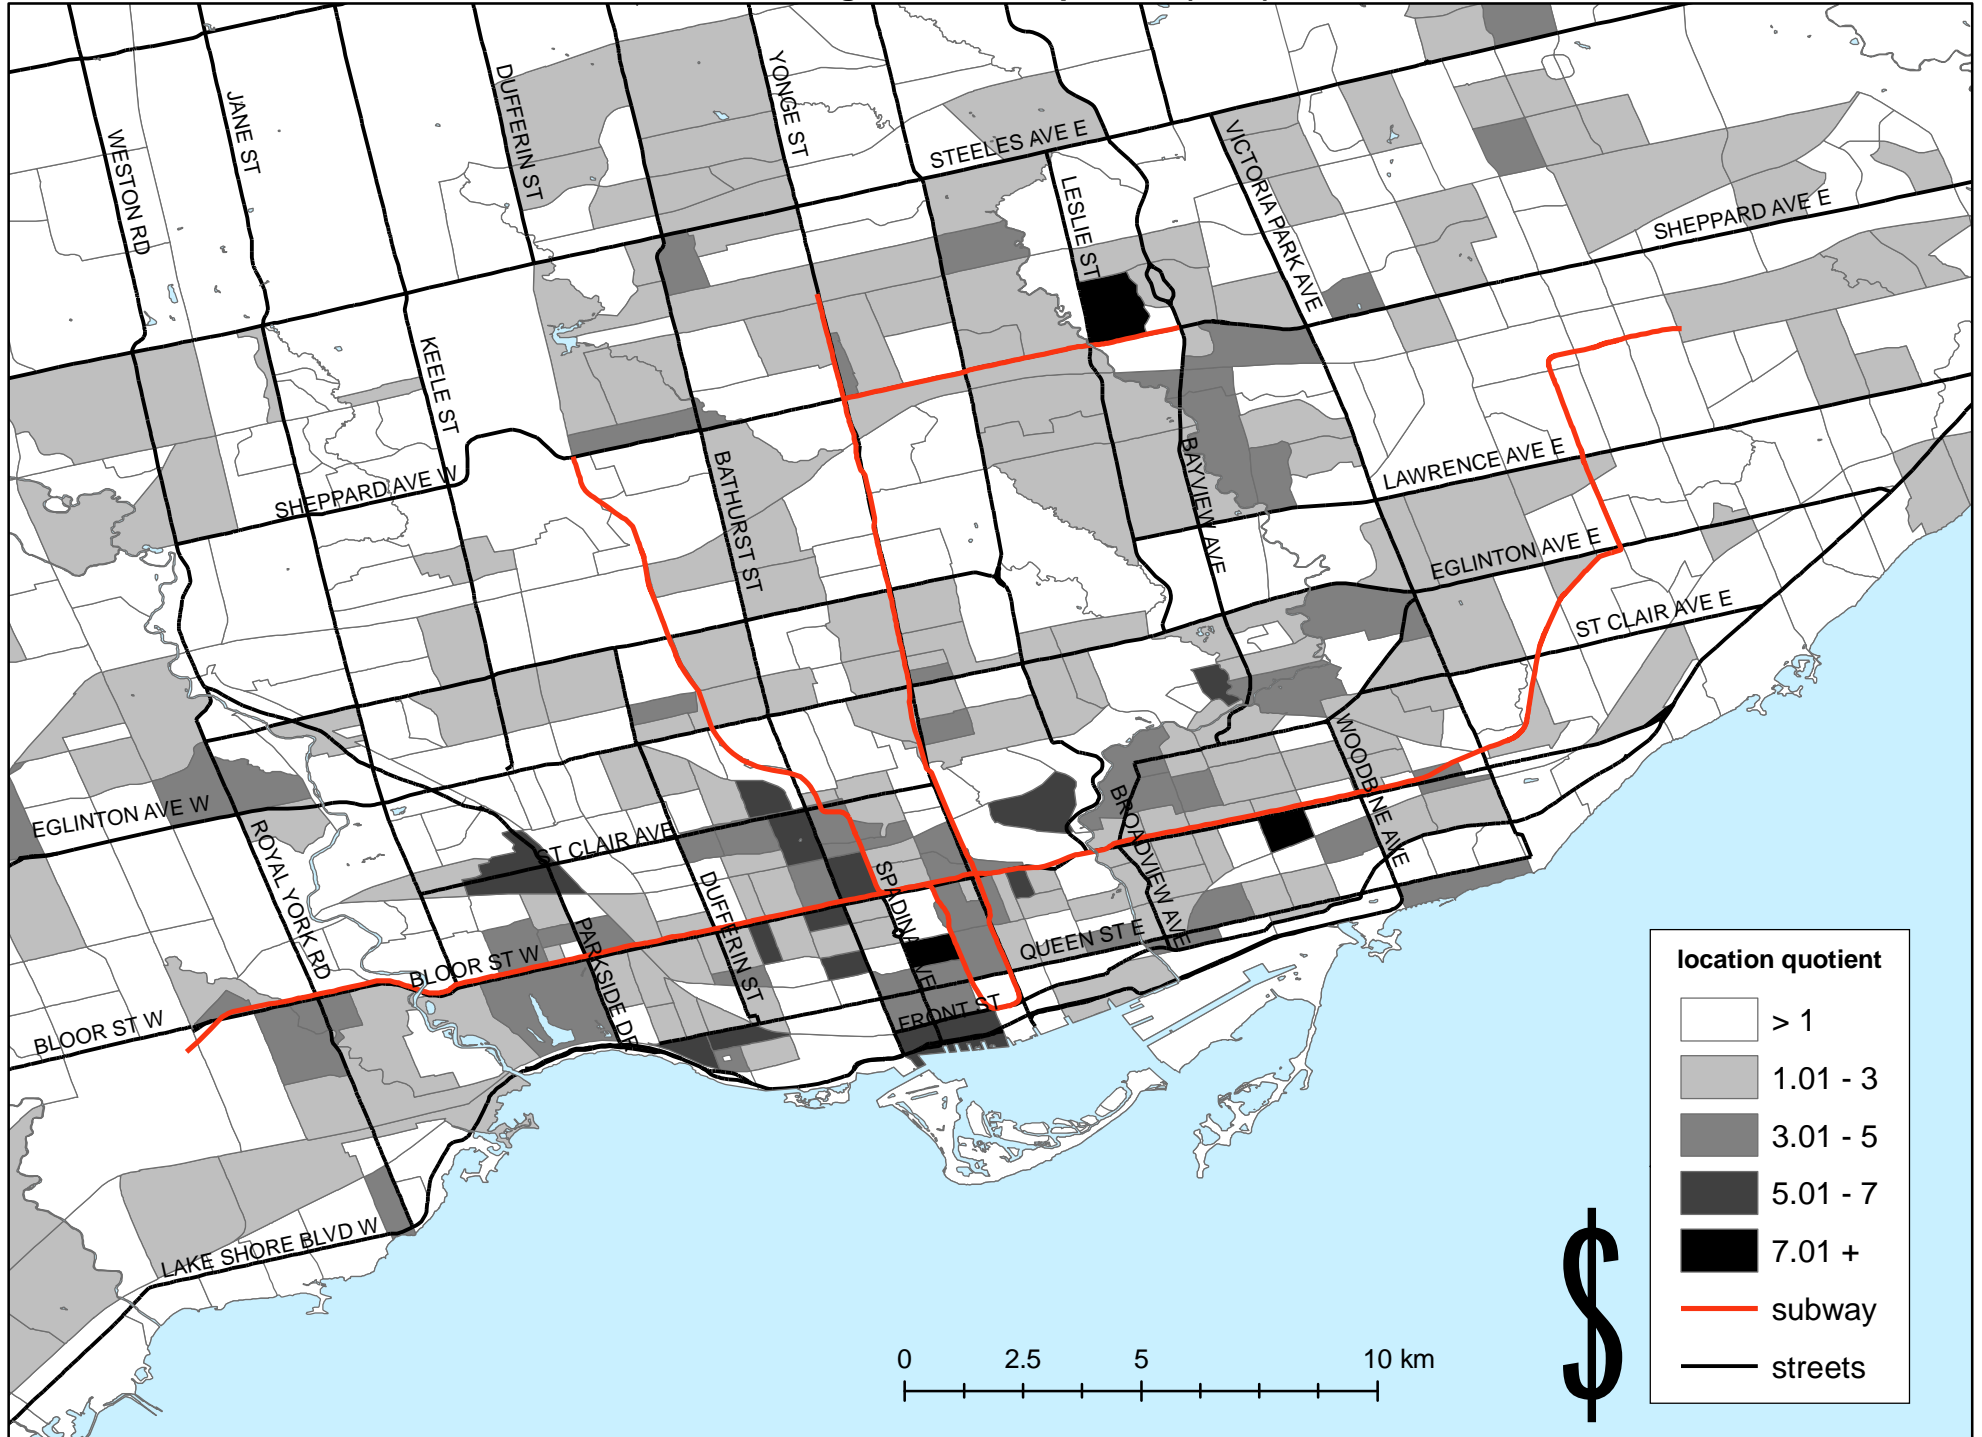 WESTON RD
JANE ST
DUFFERIN ST
YONGE ST
STEELES AVE E
LESLIE ST
VICTORIA PARK AVE
SHEPPARD AVE E
KEELE ST
SHEPPARD AVE W
BATHURST ST
BAYVIEW AVE
LAWRENCE AVE E
EGLINTON AVE E
ST CLAIR AVE E
EGLINTON AVE W
ROYAL YORK RD
ST CLAIR AVE
DUFFERIN ST
SPADINA AVE
BROADVIEW AVE
WOODBINE AVE
PARKSIDE DR
BLOOR ST W
QUEEN ST E
FRONT ST
BLOOR ST W
LAKE SHORE BLVD W
location quotient
> 1
1.01 - 3
3.01 - 5
5.01 - 7
7.01 +
subway
streets
0 2.5 5 10 km
$